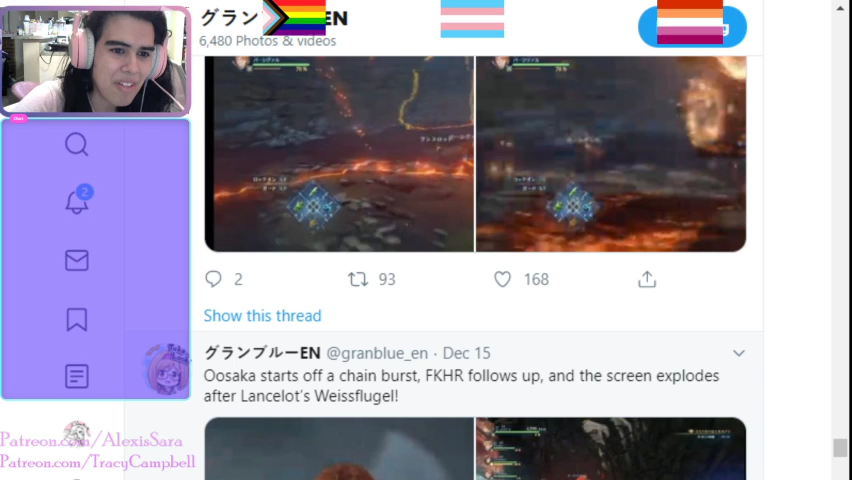 グラン EN
6,480 Photos & videos
2
2
93
168
Show this thread
グランブルーEN @granblue_en · Dec 15
Oosaka starts off a chain burst, FKHR follows up, and the screen explodes
after Lancelot's Weissflugel!
Patreon.com/AlexisSara
Patreon.com/TracyCampbell